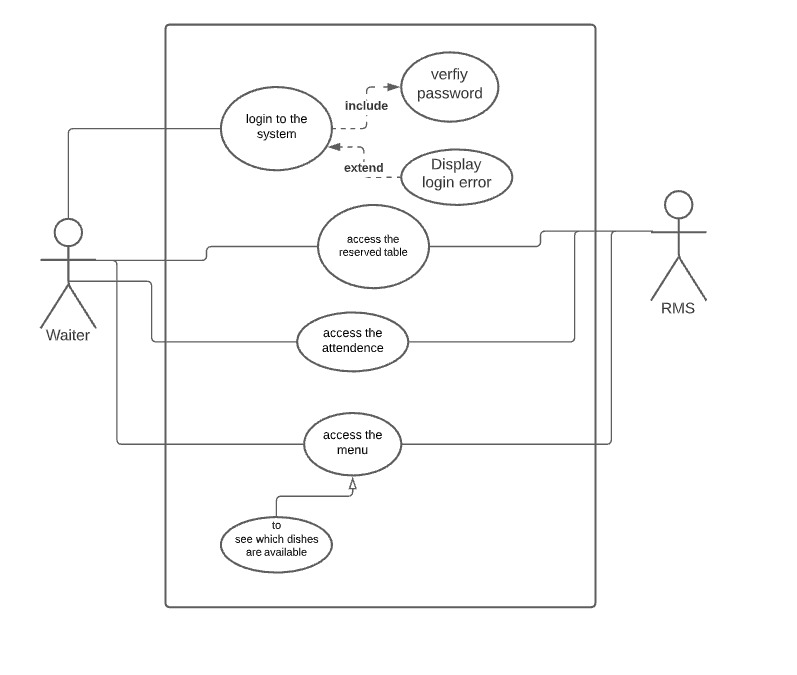 login to the
system
include
verfiy
password
extend
Display
login error
access the
reserved table
Waiter
RMS
access the
attendence
access the
menu
to
see which dishes
are available